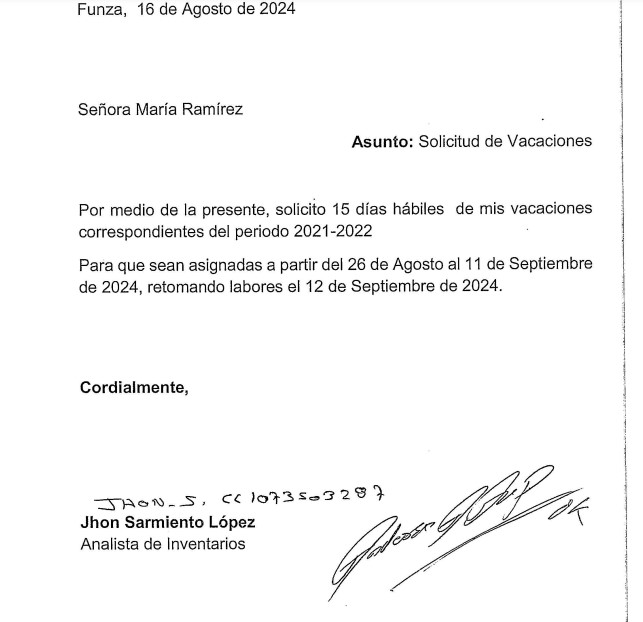 Funza, 16 de Agosto de 2024
Señora María Ramírez
Asunto: Solicitud de Vacaciones
Por medio de la presente, solicito 15 días hábiles de mis vacaciones
correspondientes del periodo 2021-2022
Para que sean asignadas a partir del 26 de Agosto al 11 de Septiembre
de 2024, retomando labores el 12 de Septiembre de 2024.
Cordialmente,
JHON_S. CC 1073503287
Jhon Sarmiento López
Analista de Inventarios
ok